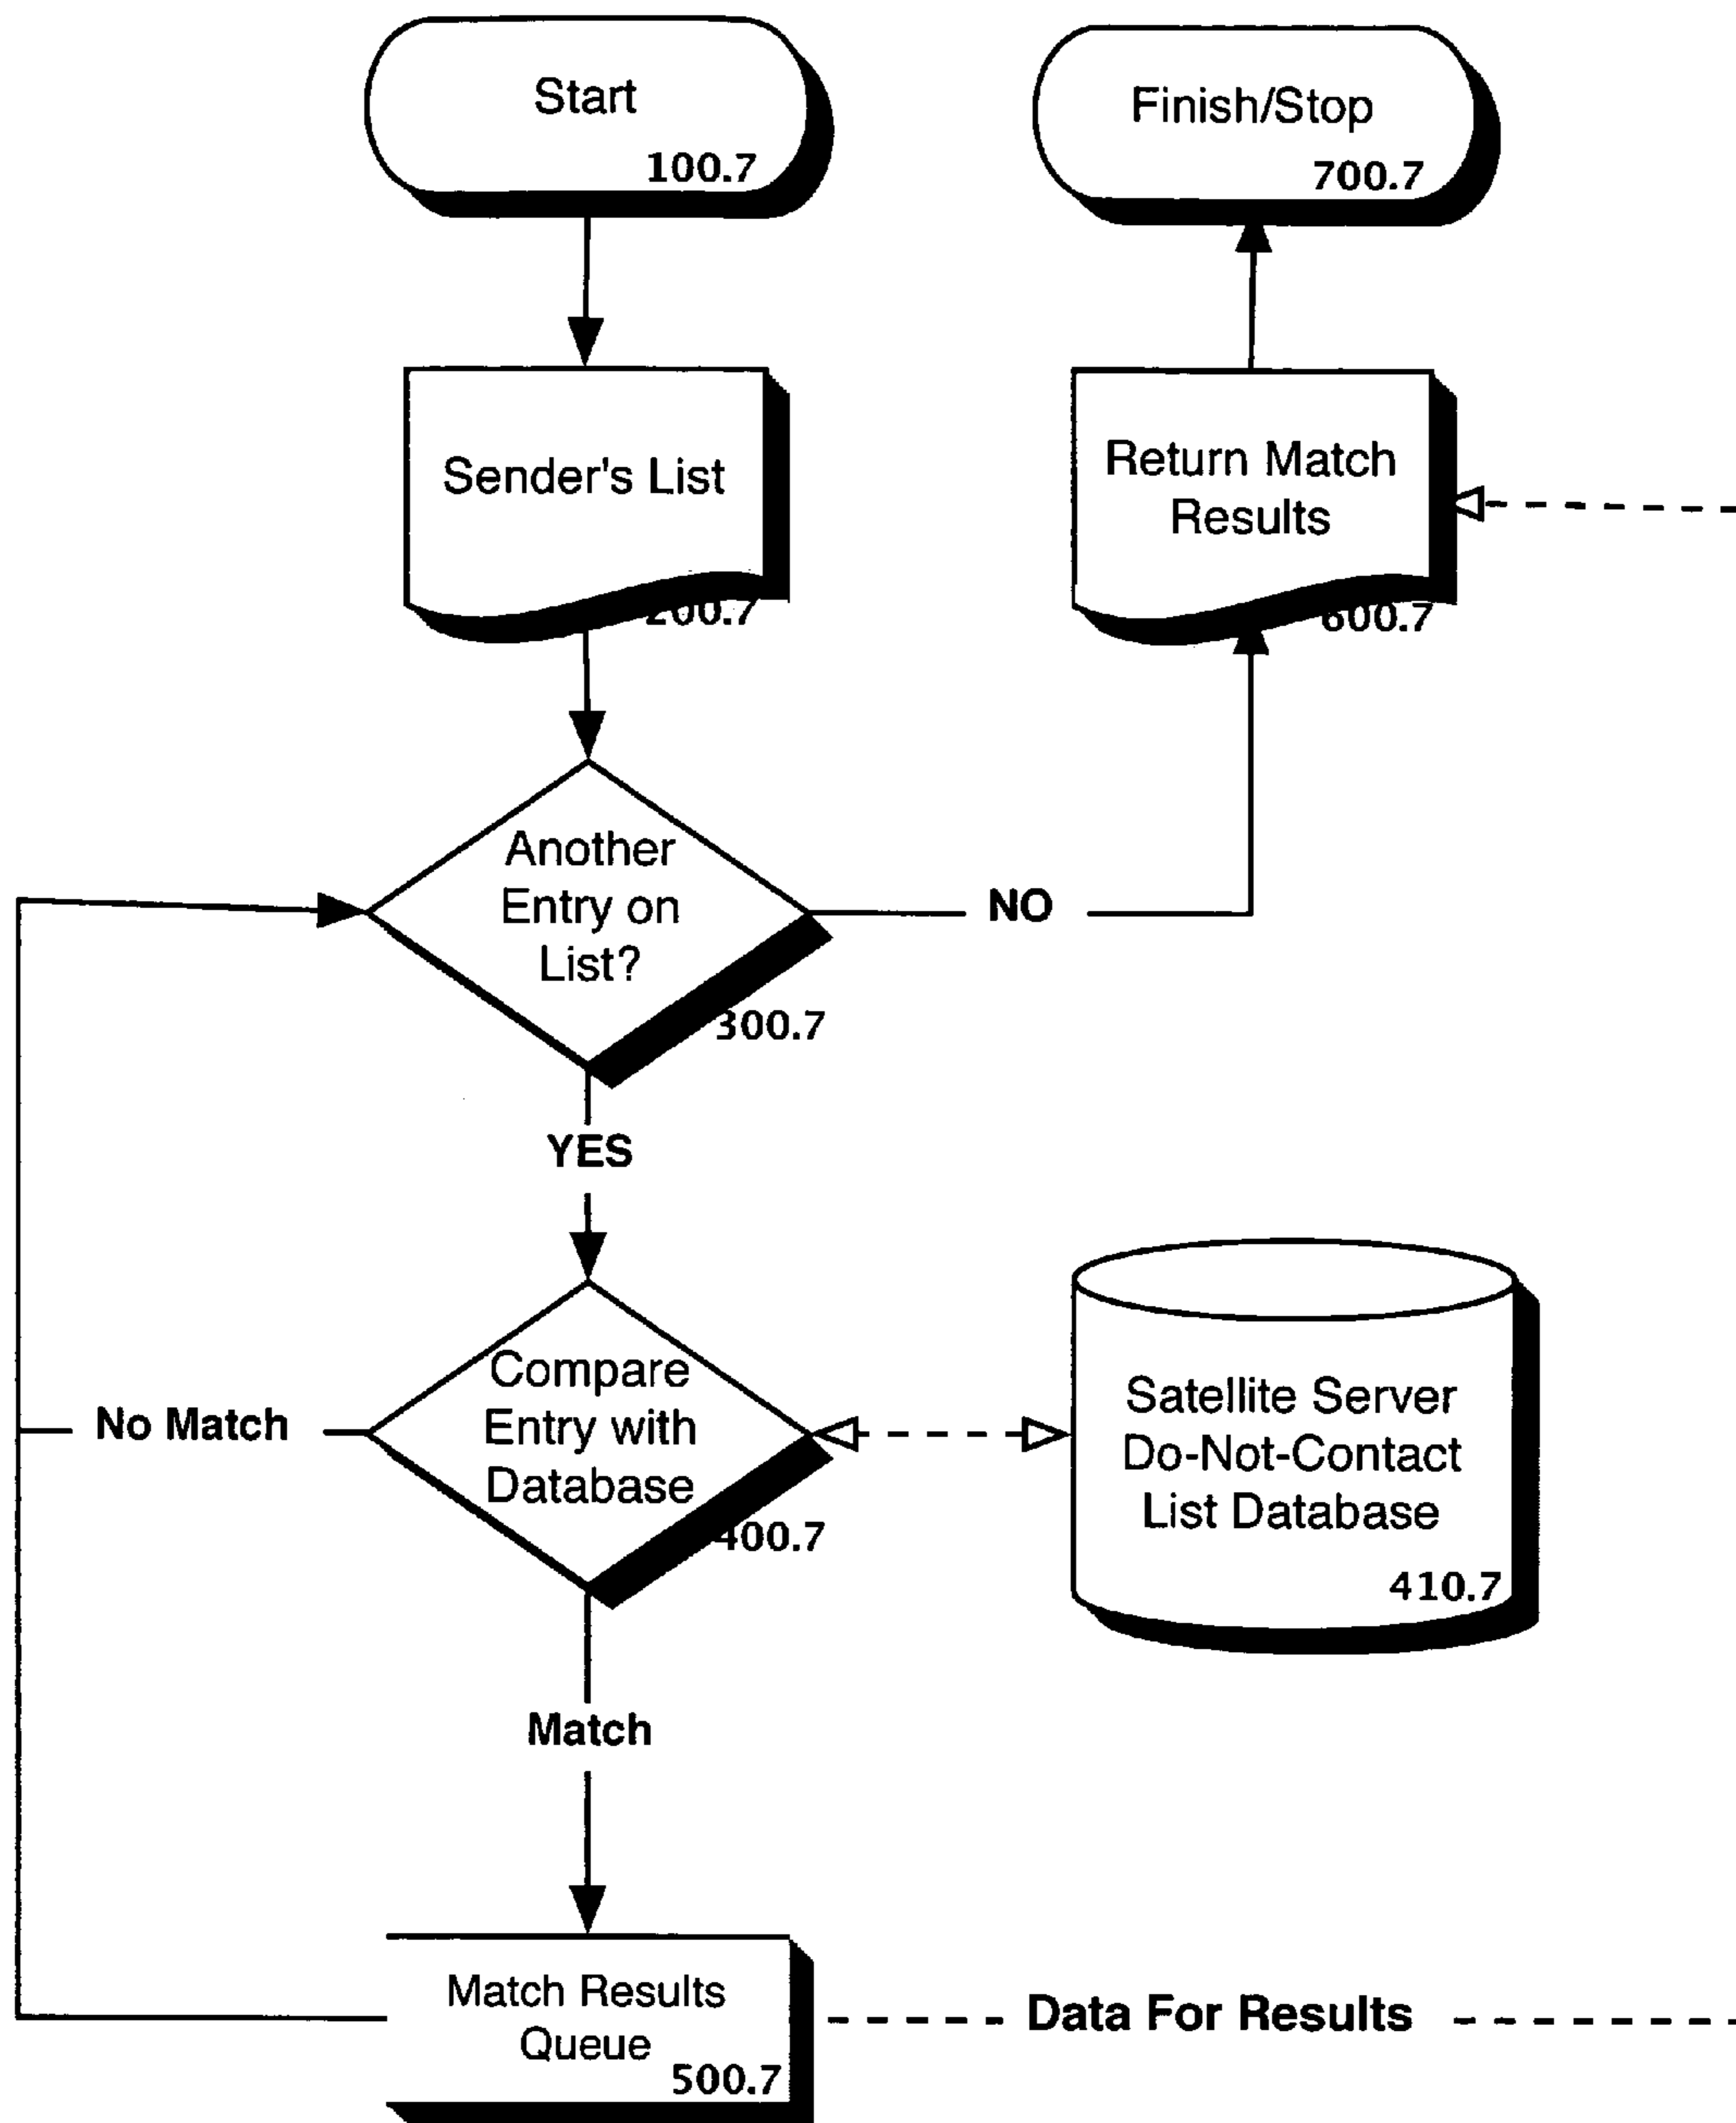 Start
100.7
Finish/Stop
700.7
Sender's List
200.7
Return Match
Results
600.7
Another
Entry on
List?
300.7
NO
YES
Compare
Entry with
Database
400.7
No Match
Satellite Server
Do-Not-Contact
List Database
410.7
Match
Match Results
Queue
500.7
Data For Results